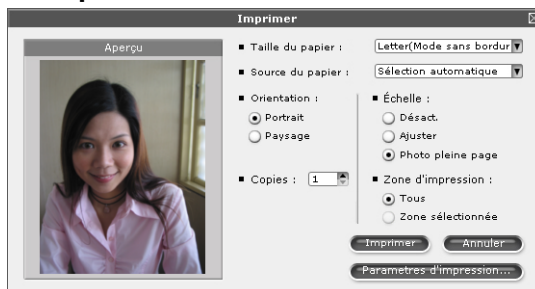 Imprimer
Aperçu
Taille du papier :
Letter(Mode sans bordur
Source du papier :
Sélection automatique
Orientation :
Portrait
Paysage
Échelle :
Désact.
Ajuster
Photo pleine page
Copies : 1
Zone d'impression :
Tous
Zone sélectionnée
Imprimer
Annuler
Parametres d'impression...